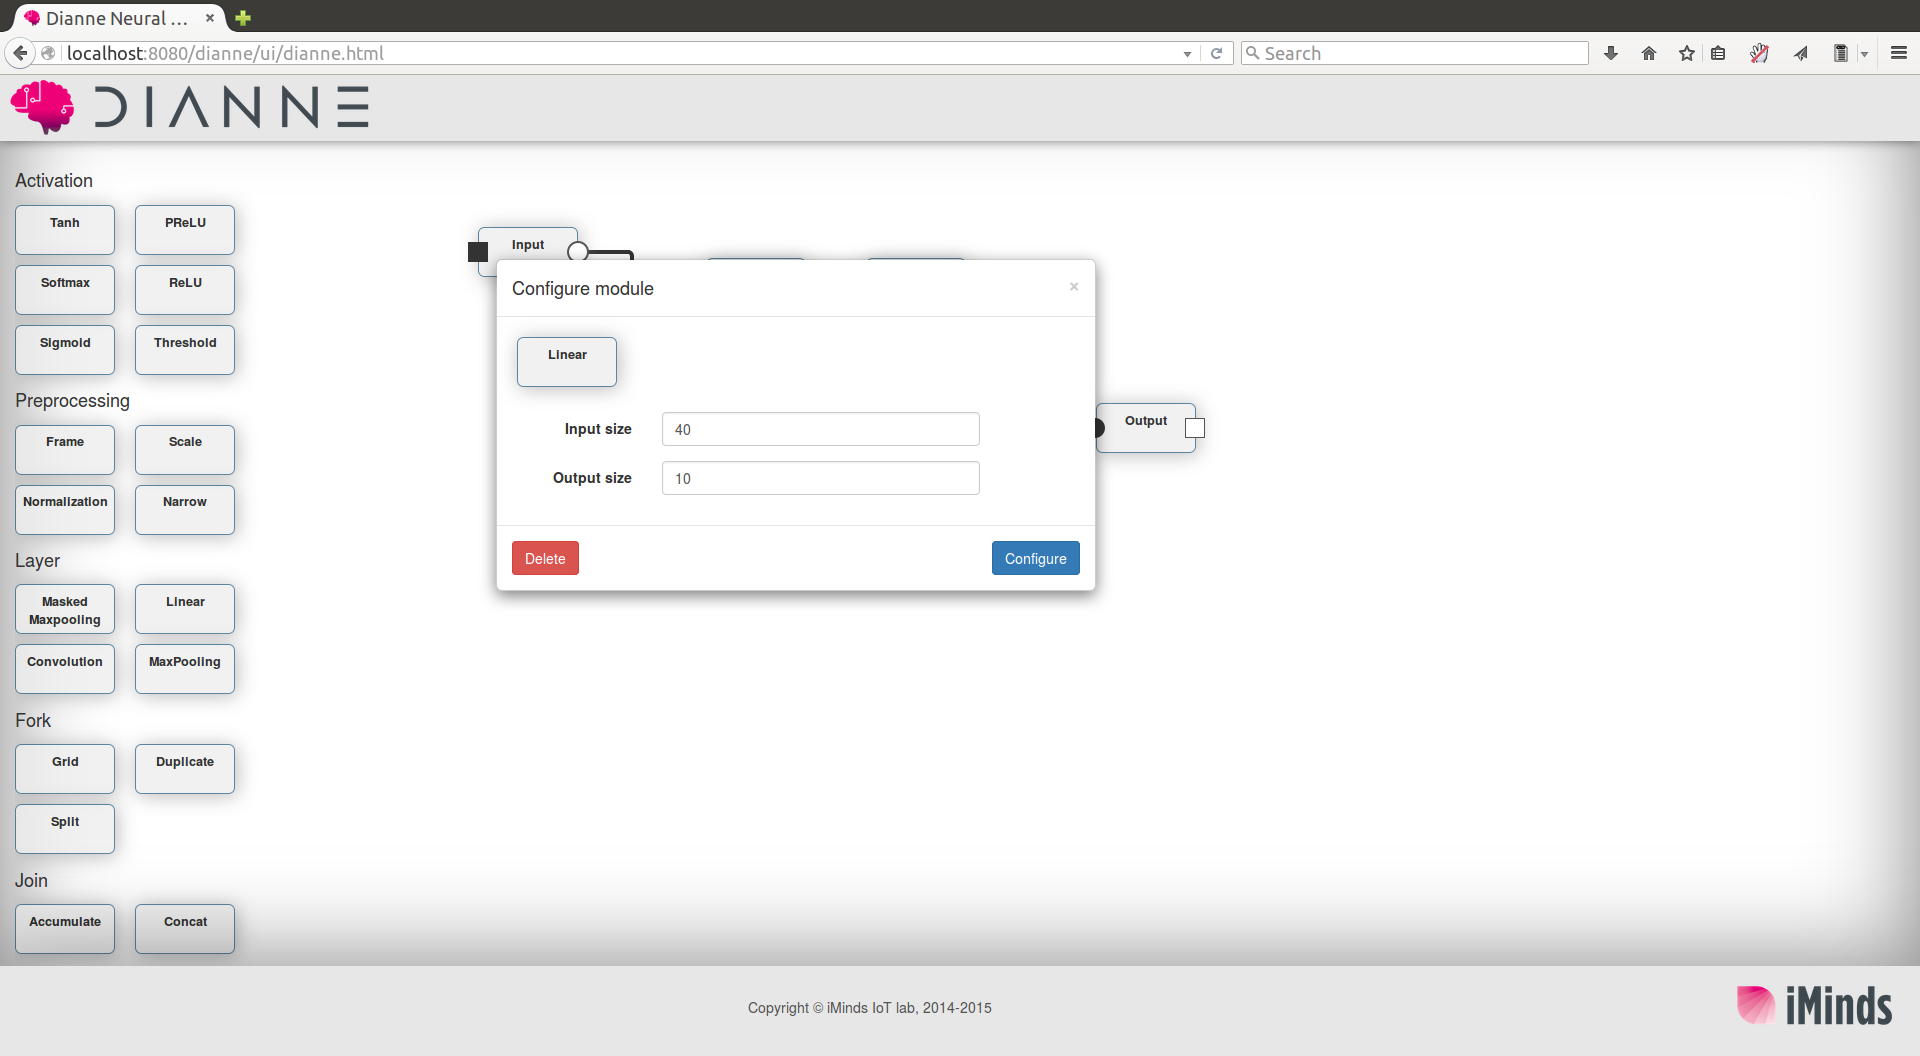 Dianne Neural ...
localhost:8080/dianne/ui/dianne.html
Search
DIANNE
Activation
Tanh PReLU
Softmax ReLU
Sigmoid Threshold
Preprocessing
Frame Scale
Normalization Narrow
Layer
Masked
Maxpooling
Linear
Convolution MaxPooling
Fork
Grid Duplicate
Split
Join
Accumulate Concat
Input
Configure module ×
Linear
Input size 40
Output size 10
Delete Configure
Output
Copyright © iMinds IoT lab, 2014-2015
iMinds